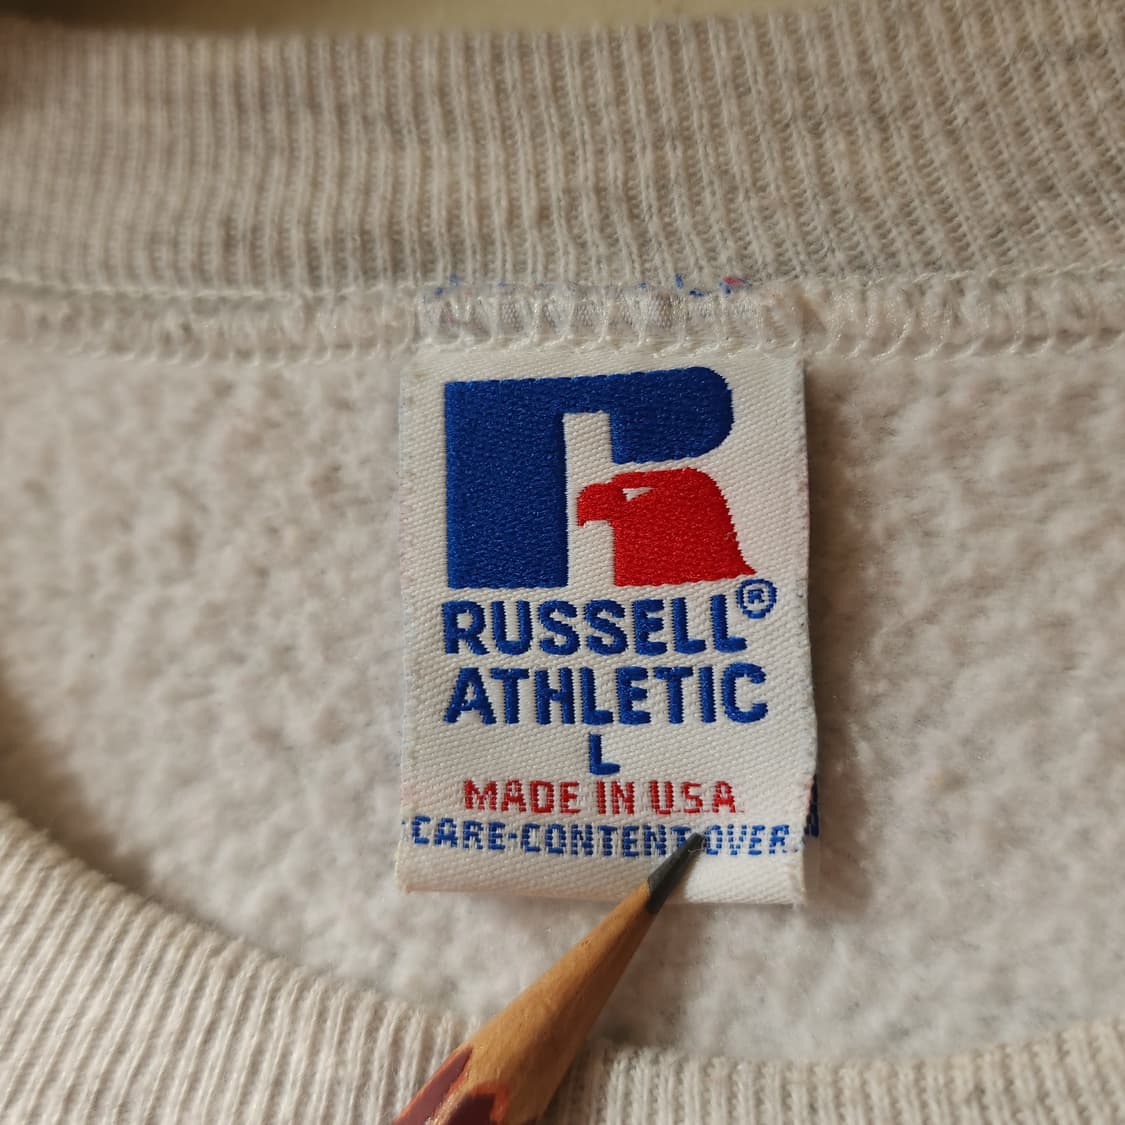 RUSSELL®
ATHLETIC
L
MADE IN USA
CARE-CONTENT-OVER